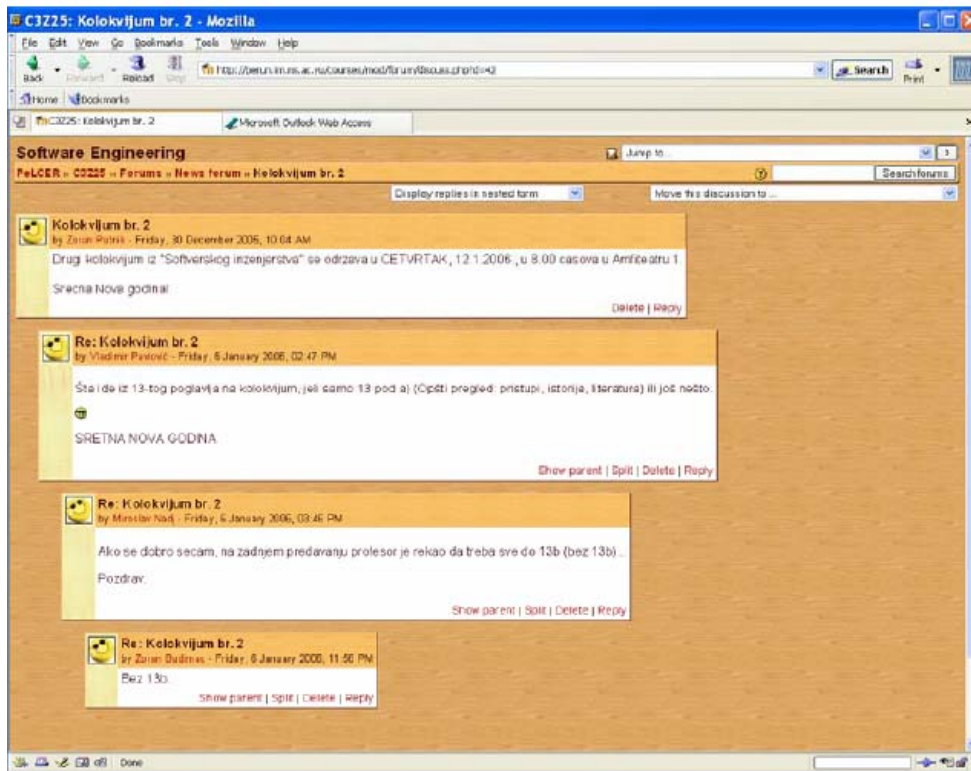 C3Z25: Kolokvijum br. 2 - Mozilla
File Edit View Go Bookmarks Tools Window Help
Back Forward Reload Stop Search Print
Home Bookmarks
C3Z25: Kolokvijum br. 2 Microsoft Outlook Web Access
Software Engineering
Jump to...
PeLCER » C3Z25 » Forums » News forum » Kolokvijum br. 2
Search forums
Display replies in nested form Move this discussion to ...
Kolokvijum br. 2
by Zoran - Friday, 30 December 2005, 10:04 AM
Drugi kolokvijum iz "Softverskog inzenjerstva" se odrzava u CETVRTAK, 12.1.2006., u 8.00 casova u Amfiteatru 1.
Srecna Nova godina!
Delete | Reply
Re: Kolokvijum br. 2
by Vladimir Pavlović - Friday, 6 January 2006, 02:47 PM
Šta ide iz 13-tog poglavlja na kolokvijum, jeli samo 13 pod a) (Opšti pregled: pristupi, istorija, literatura) ili još nešto.
SRETNA NOVA GODINA
Show parent | Split | Delete | Reply
Re: Kolokvijum br. 2
by Miroslav Nadj - Friday, 6 January 2006, 03:46 PM
Ako se dobro secam, na zadnjem predavanju profesor je rekao da treba sve do 13b (bez 13b)...
Pozdrav.
Show parent | Split | Delete | Reply
Re: Kolokvijum br. 2
by Zoran Budimac - Friday, 6 January 2006, 11:56 PM
Bez 13b.
Show parent | Split | Delete | Reply
Done